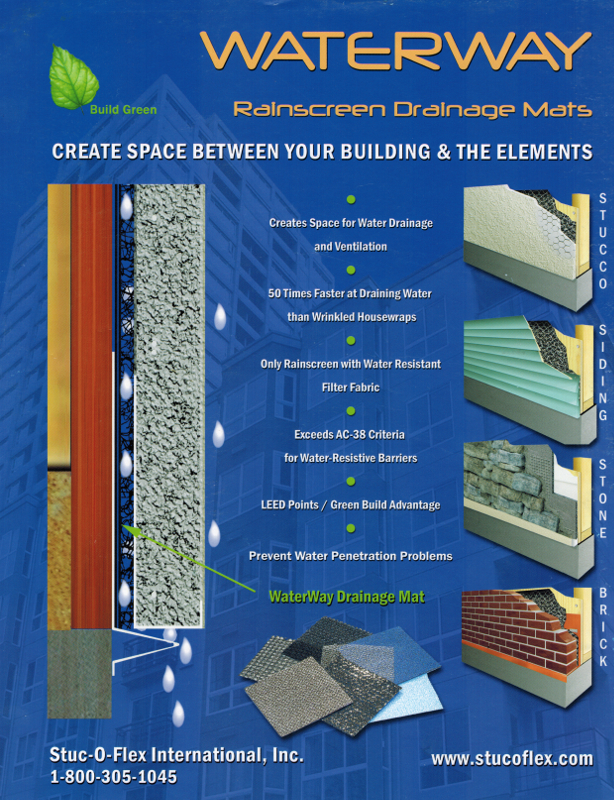 WATERWAY
Build Green
Rainscreen Drainage Mats
CREATE SPACE BETWEEN YOUR BUILDING & THE ELEMENTS
Creates Space for Water Drainage
and Ventilation
50 Times Faster at Draining Water
than Wrinkled Housewraps
Only Rainscreen with Water Resistant
Filter Fabric
Exceeds AC-38 Criteria
for Water-Resistive Barriers
LEED Points / Green Build Advantage
Prevent Water Penetration Problems
WaterWay Drainage Mat
STUCCO
SIDING
STONE
BRICK
Stuc-O-Flex International, Inc.
1-800-305-1045
www.stucoflex.com